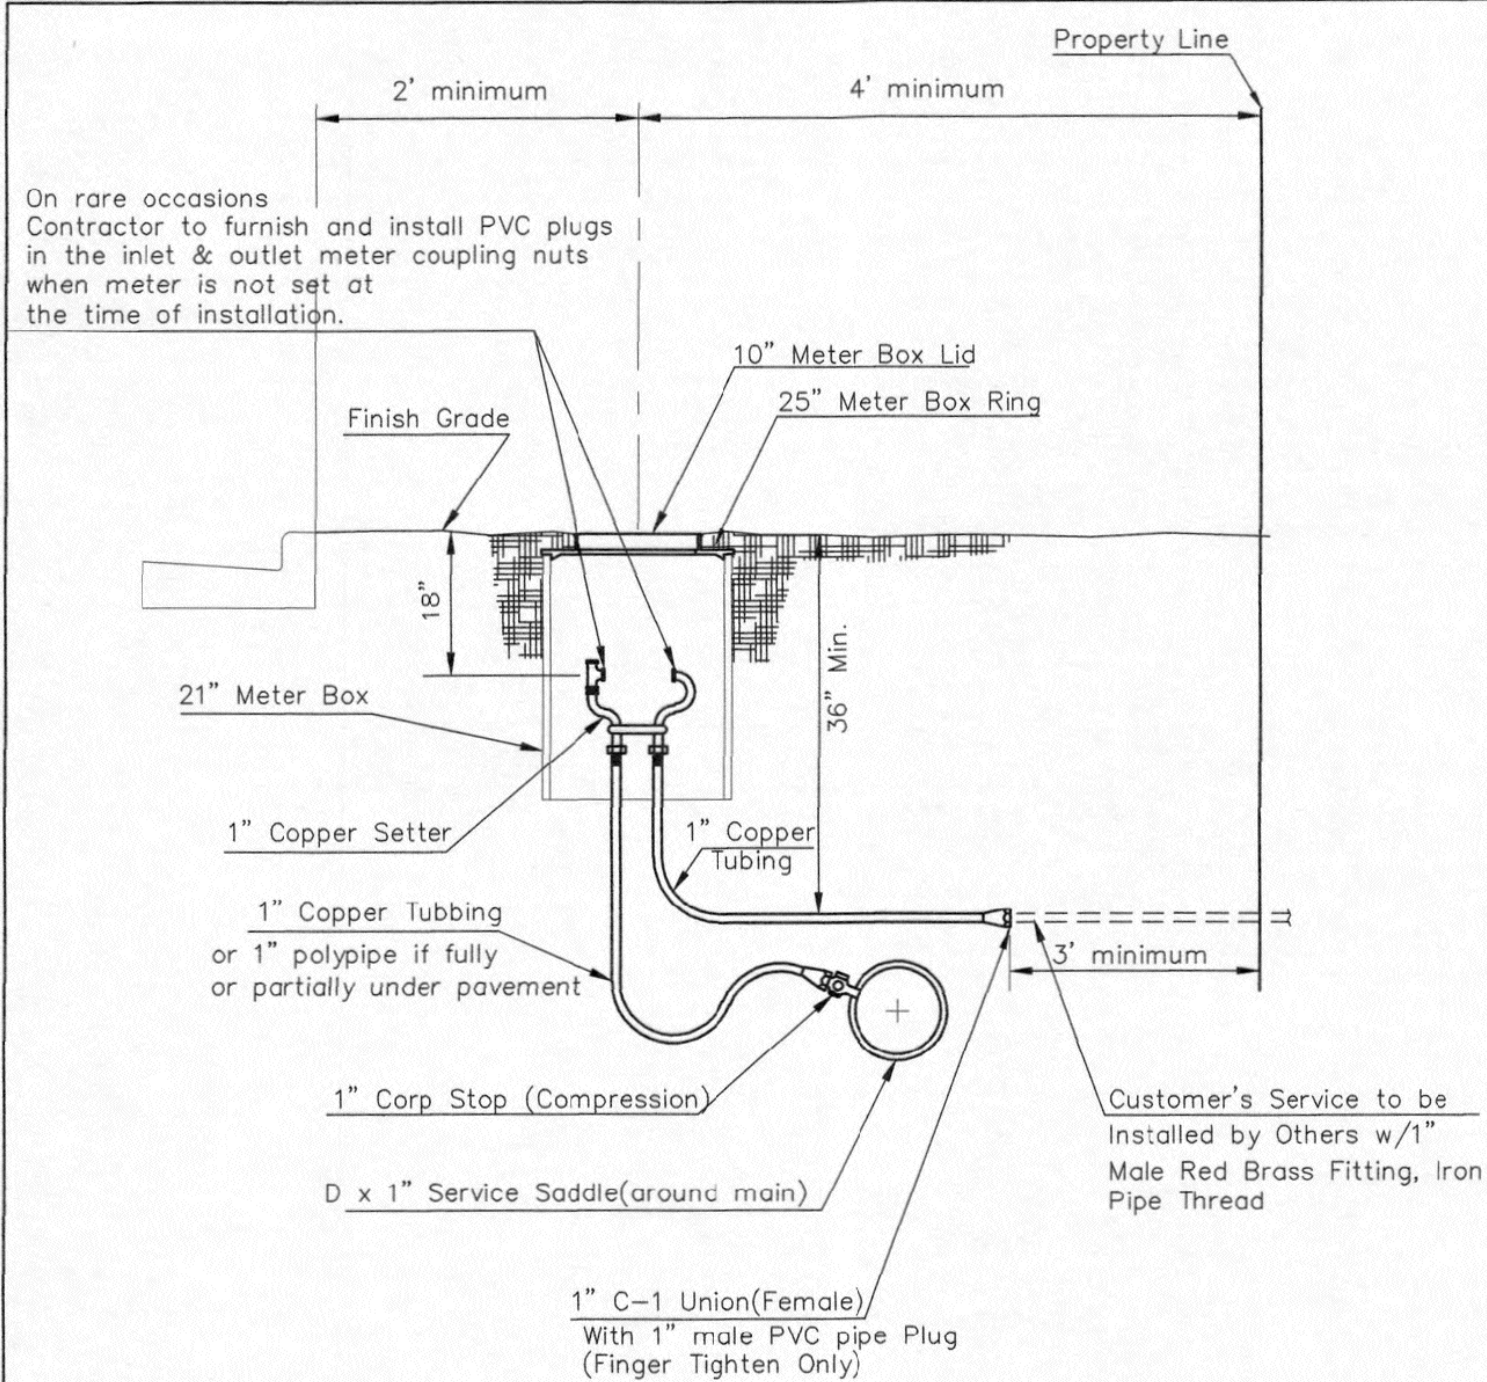 Property Line
2' minimum
4' minimum
On rare occasions
Contractor to furnish and install PVC plugs
in the inlet & outlet meter coupling nuts
when meter is not set at
the time of installation.
10" Meter Box Lid
25" Meter Box Ring
Finish Grade
18"
36" Min.
21" Meter Box
1" Copper Setter
1" Copper
Tubing
1" Copper Tubbing
or 1" polypipe if fully
or partially under pavement
3' minimum
1" Corp Stop (Compression)
D x 1" Service Saddle(around main)
Customer's Service to be
Installed by Others w/1"
Male Red Brass Fitting, Iron
Pipe Thread
1" C-1 Union(Female)
With 1" male PVC pipe Plug
(Finger Tighten Only)